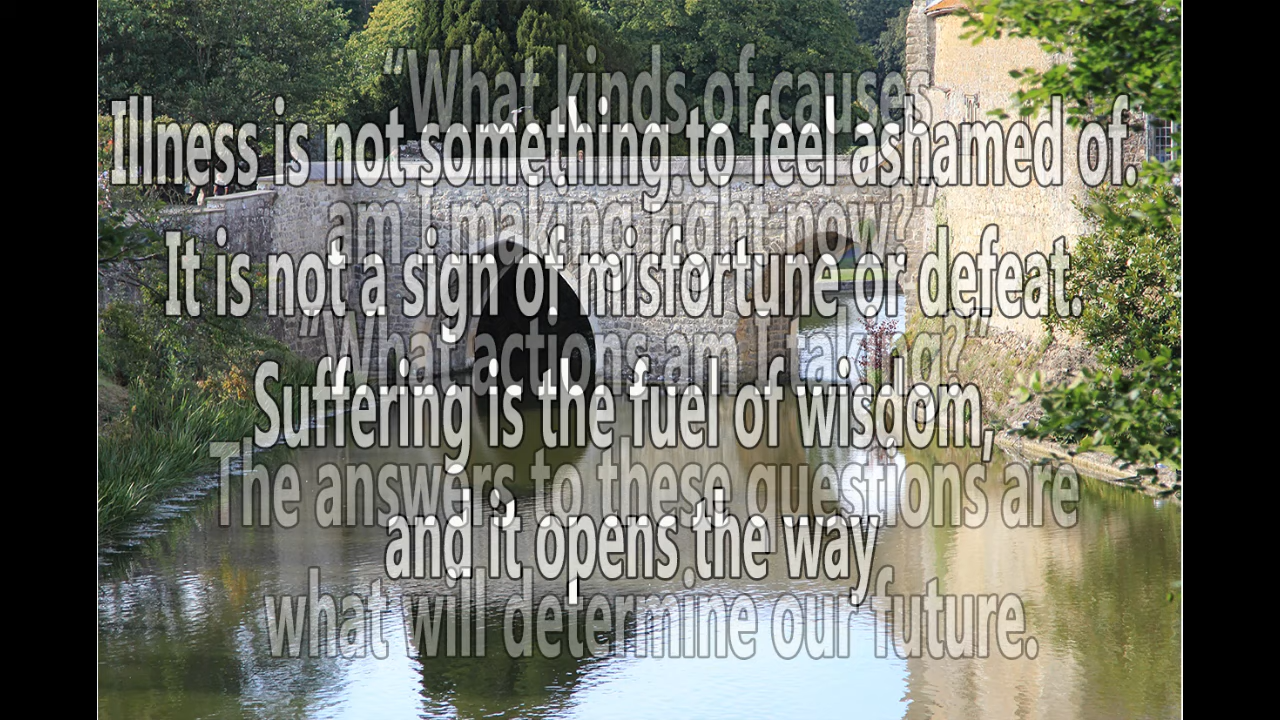 “What kinds of causes
Illness is not something to feel ashamed of.
am I making right now?”
It is not a sign of misfortune or defeat.
"What actions am I taking?”
Suffering is the fuel of wisdom,
The answers to these questions are
and it opens the way
what will determine our future.